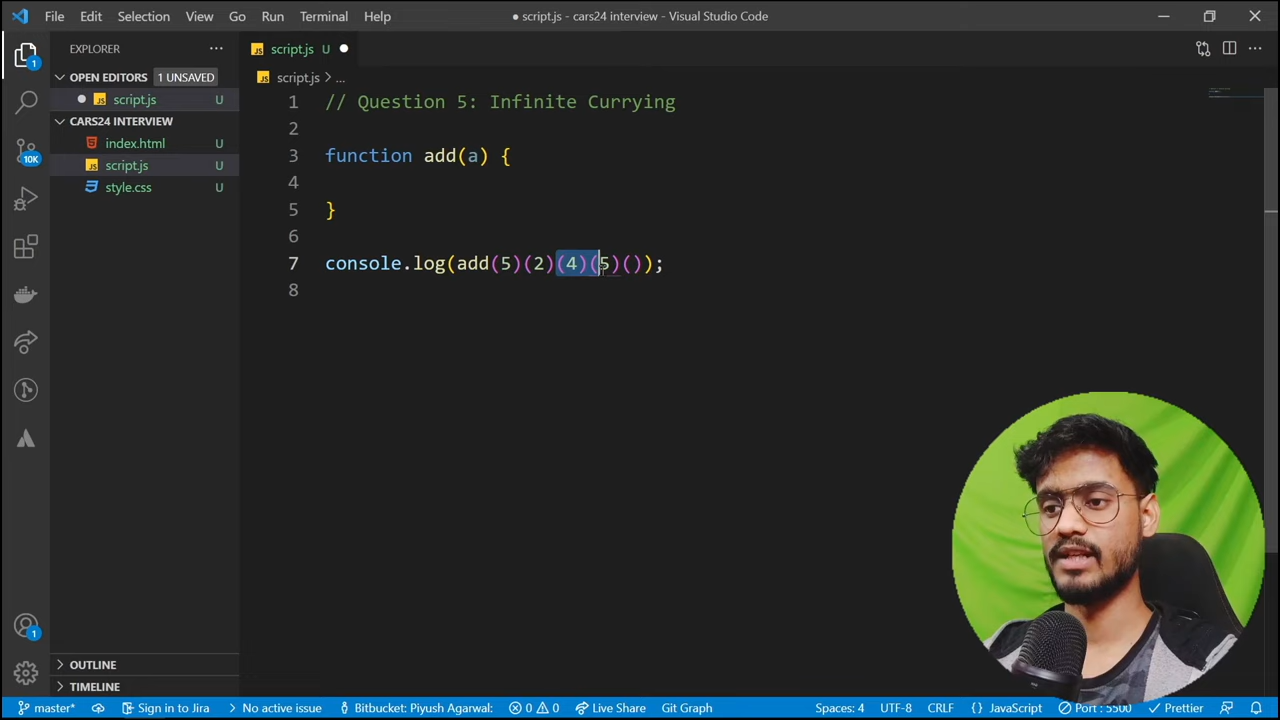 File Edit Selection View Go Run Terminal Help
● script.js - cars24 interview - Visual Studio Code
EXPLORER
script.js U
OPEN EDITORS 1 UNSAVED
script.js U
CARS24 INTERVIEW
index.html U
script.js U
style.css U
OUTLINE
TIMELINE
1
10K
1
script.js > ...
1 // Question 5: Infinite Currying
2
3 function add(a) {
4
5 }
6
7 console.log(add(5)(2)(4)(5)());
8
master* Sign in to Jira No active issue Bitbucket: Piyush Agarwal: 0 0 Live Share Git Graph Spaces: 4 UTF-8 CRLF JavaScript Port : 5500 Prettier